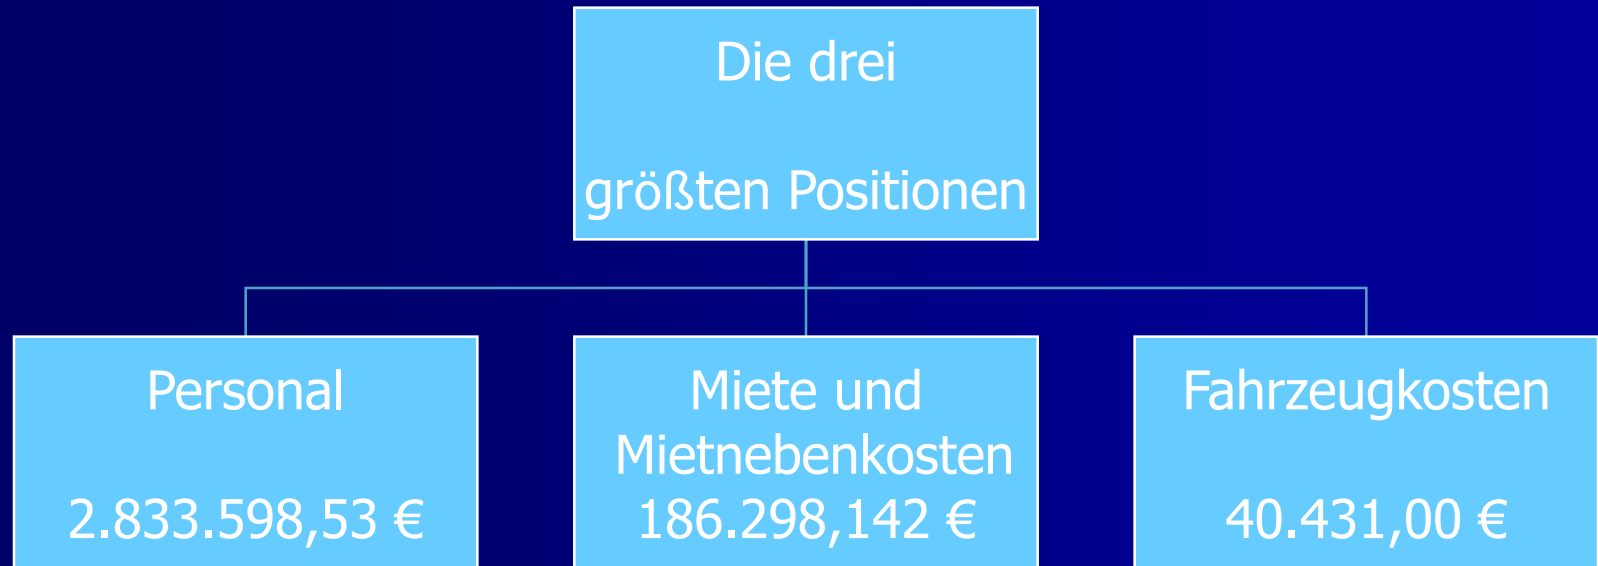 Die drei
größten Positionen
Personal
2.833.598,53 €
Miete und
Mietnebenkosten
186.298,142 €
Fahrzeugkosten
40.431,00 €